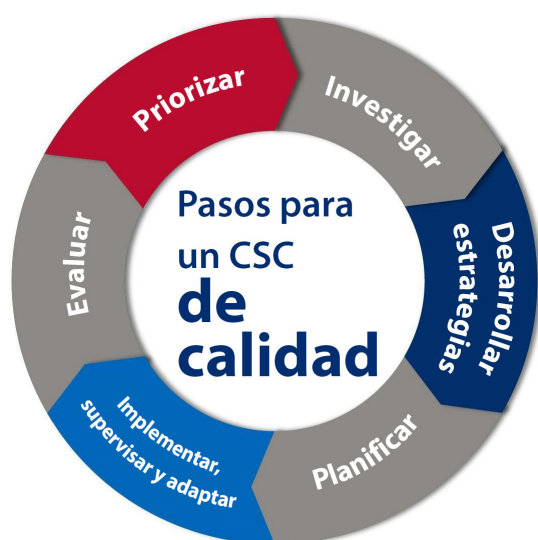 Priorizar
Investigar
Desarrollar
estrategias
Planificar
Implementar,
supervisar y adaptar
Evaluar
Pasos para
un CSC
de
calidad